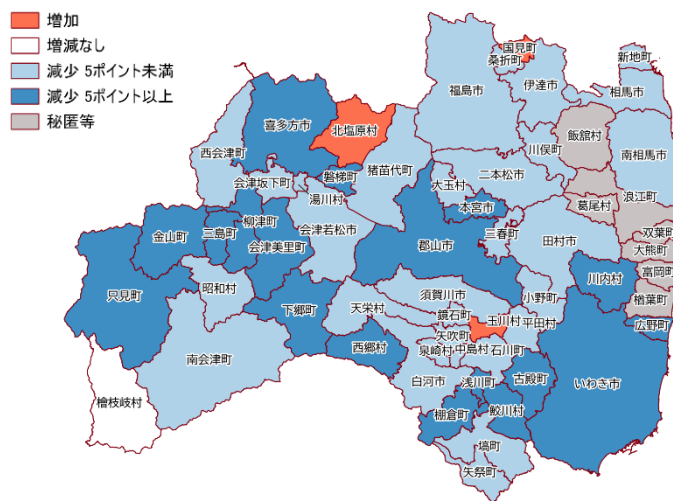 増加
増減なし
減少 5ポイント未満
減少 5ポイント以上
秘匿等
国見町
桑折町
新地町
伊達市
相馬市
福島市
喜多方市
北塩原村
飯舘村
川俣町
西会津町
猪苗代町
南相馬市
磐梯町
二本松市
会津坂下町
大玉村
湯川村
葛尾村
浪江町
本宮市
柳津町
三春町
双葉町
金山町
三島町
会津若松市
田村市
会津美里町
郡山市
大熊町
川内村
富岡町
只見町
昭和村
須賀川市
小野町
楢葉町
下郷町
天栄村
鏡石町
玉川村
平田村
広野町
矢吹町
西郷村
泉崎村
中島村
石川町
南会津町
白河市
浅川町
古殿町
いわき市
檜枝岐村
棚倉町
鮫川村
塙町
矢祭町